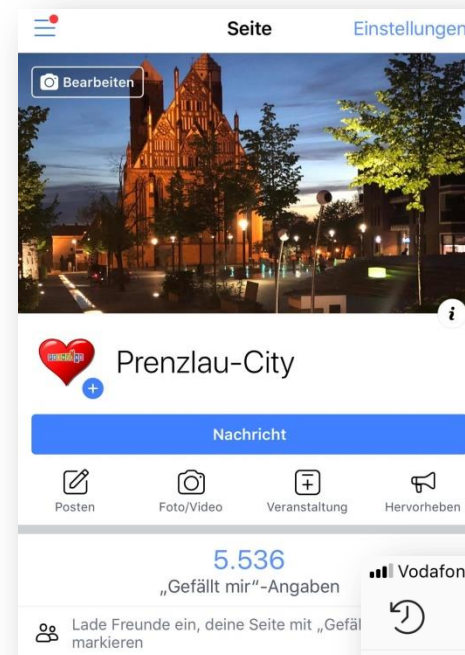 Seite
Einstellungen
Bearbeiten
Prenzlau-City
Nachricht
Posten
Foto/Video
Veranstaltung
Hervorheben
5.536
„Gefällt mir“-Angaben
Vodafon
Lade Freunde ein, deine Seite mit „Gefäl
markieren